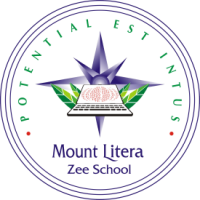 POTENTIAL EST INTUS
Mount Litera
Zee School